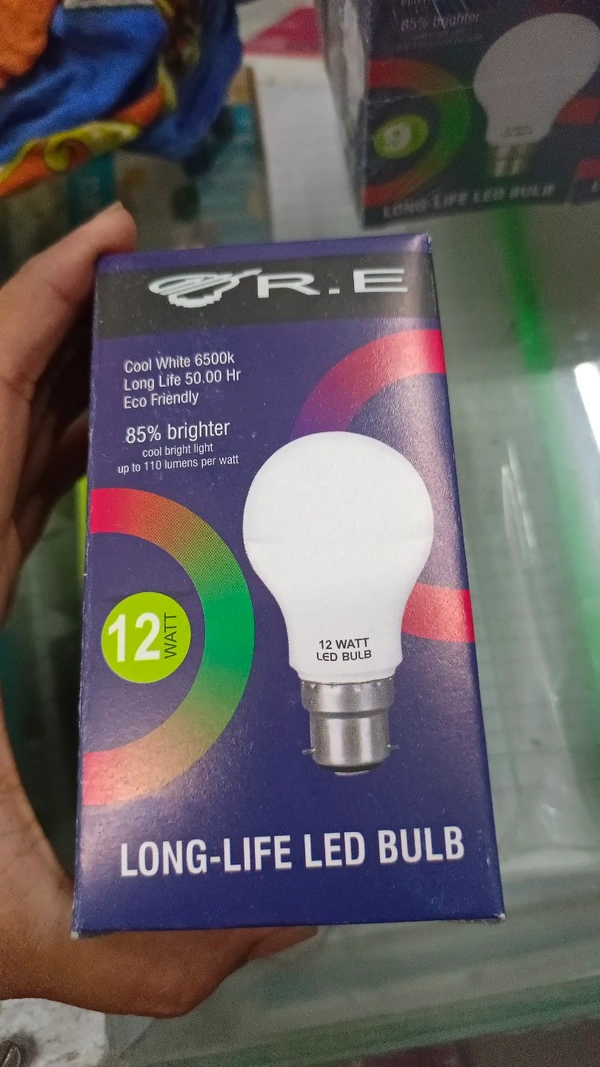 85% brighter
9
LONG-LIFE LED BULB
R.E
Cool White 6500k
Long Life 50.00 Hr
Eco Friendly
85% brighter
cool bright light
up to 110 lumens per watt
12 WATT
12 WATT
LED BULB
LONG-LIFE LED BULB